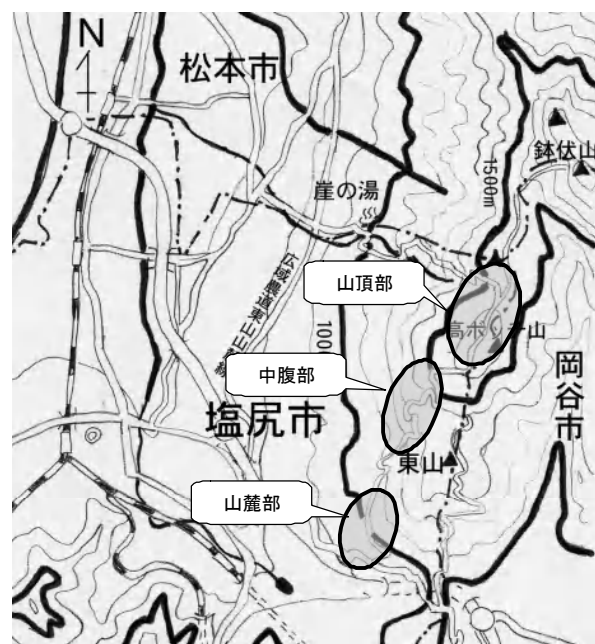 N
松本市
鉢伏山
1500m
崖の湯
山頂部
広域農道東山山麓線
高ボッチ山
100
中腹部
岡谷市
塩尻市
東山
山麓部